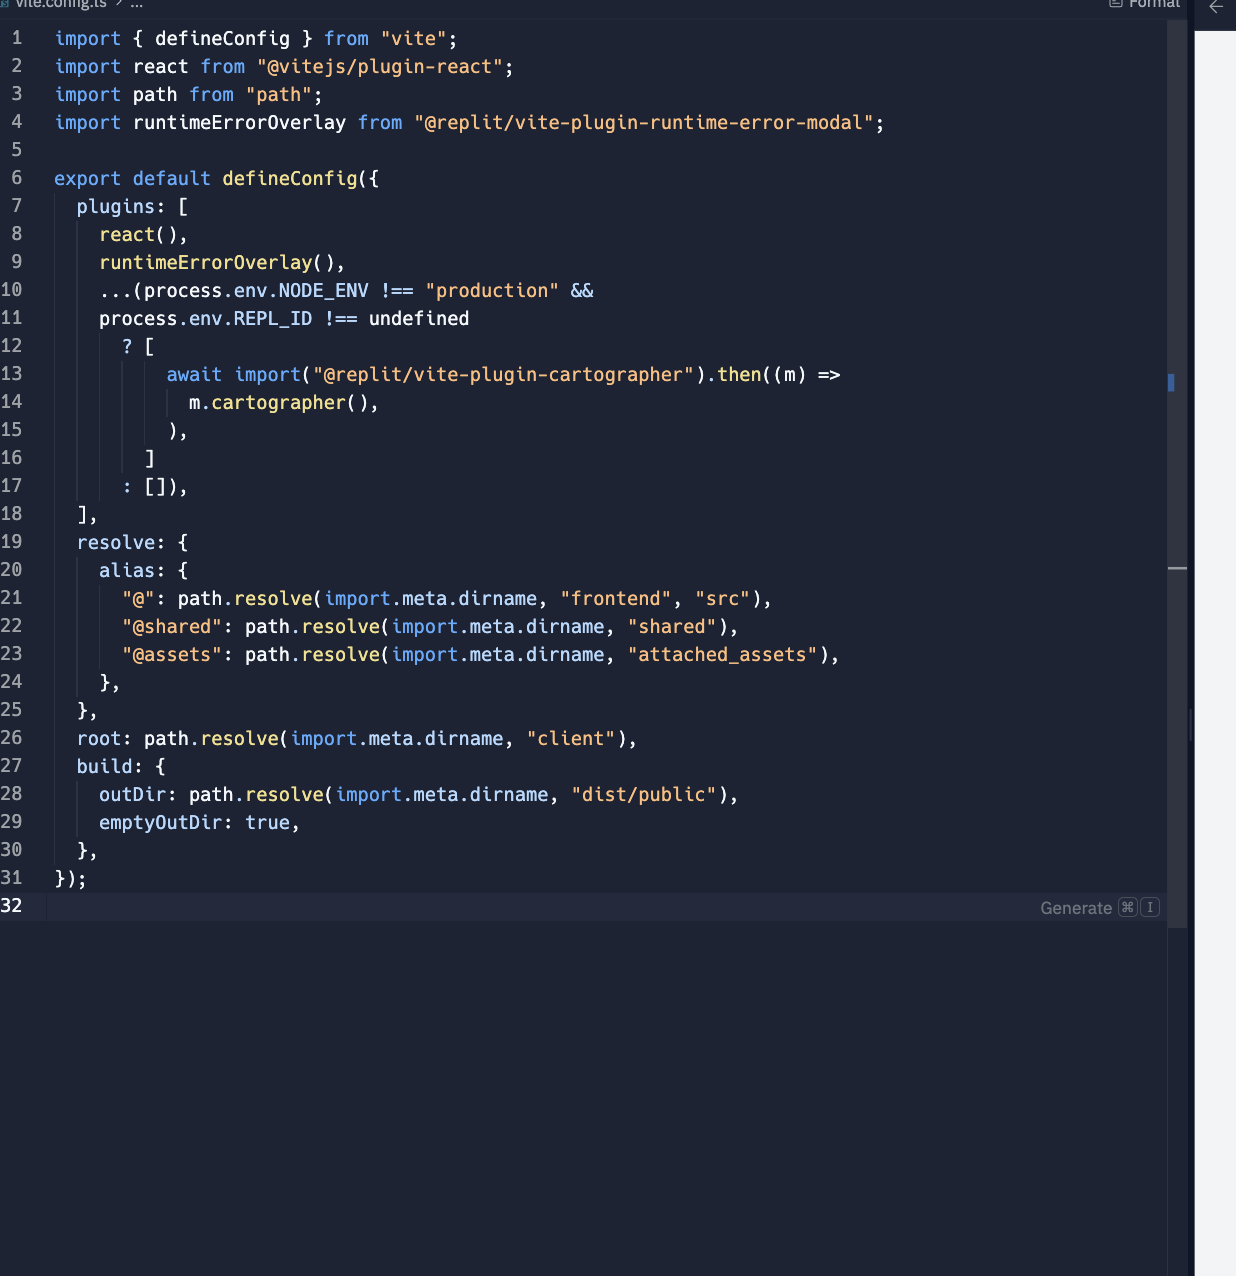 vite.config.ts > ...
Format
1 import { defineConfig } from "vite";
2 import react from "@vitejs/plugin-react";
3 import path from "path";
4 import runtimeErrorOverlay from "@replit/vite-plugin-runtime-error-modal";
5
6 export default defineConfig({
7   plugins: [
8     react(),
9     runtimeErrorOverlay(),
10     ...(process.env.NODE_ENV !== "production" &&
11     process.env.REPL_ID !== undefined
12       ? [
13           await import("@replit/vite-plugin-cartographer").then((m) =>
14             m.cartographer(),
15           ),
16         ]
17       : []),
18   ],
19   resolve: {
20     alias: {
21       "@": path.resolve(import.meta.dirname, "frontend", "src"),
22       "@shared": path.resolve(import.meta.dirname, "shared"),
23       "@assets": path.resolve(import.meta.dirname, "attached_assets"),
24     },
25   },
26   root: path.resolve(import.meta.dirname, "client"),
27   build: {
28     outDir: path.resolve(import.meta.dirname, "dist/public"),
29     emptyOutDir: true,
30   },
31 });
32
Generate ⌘ I